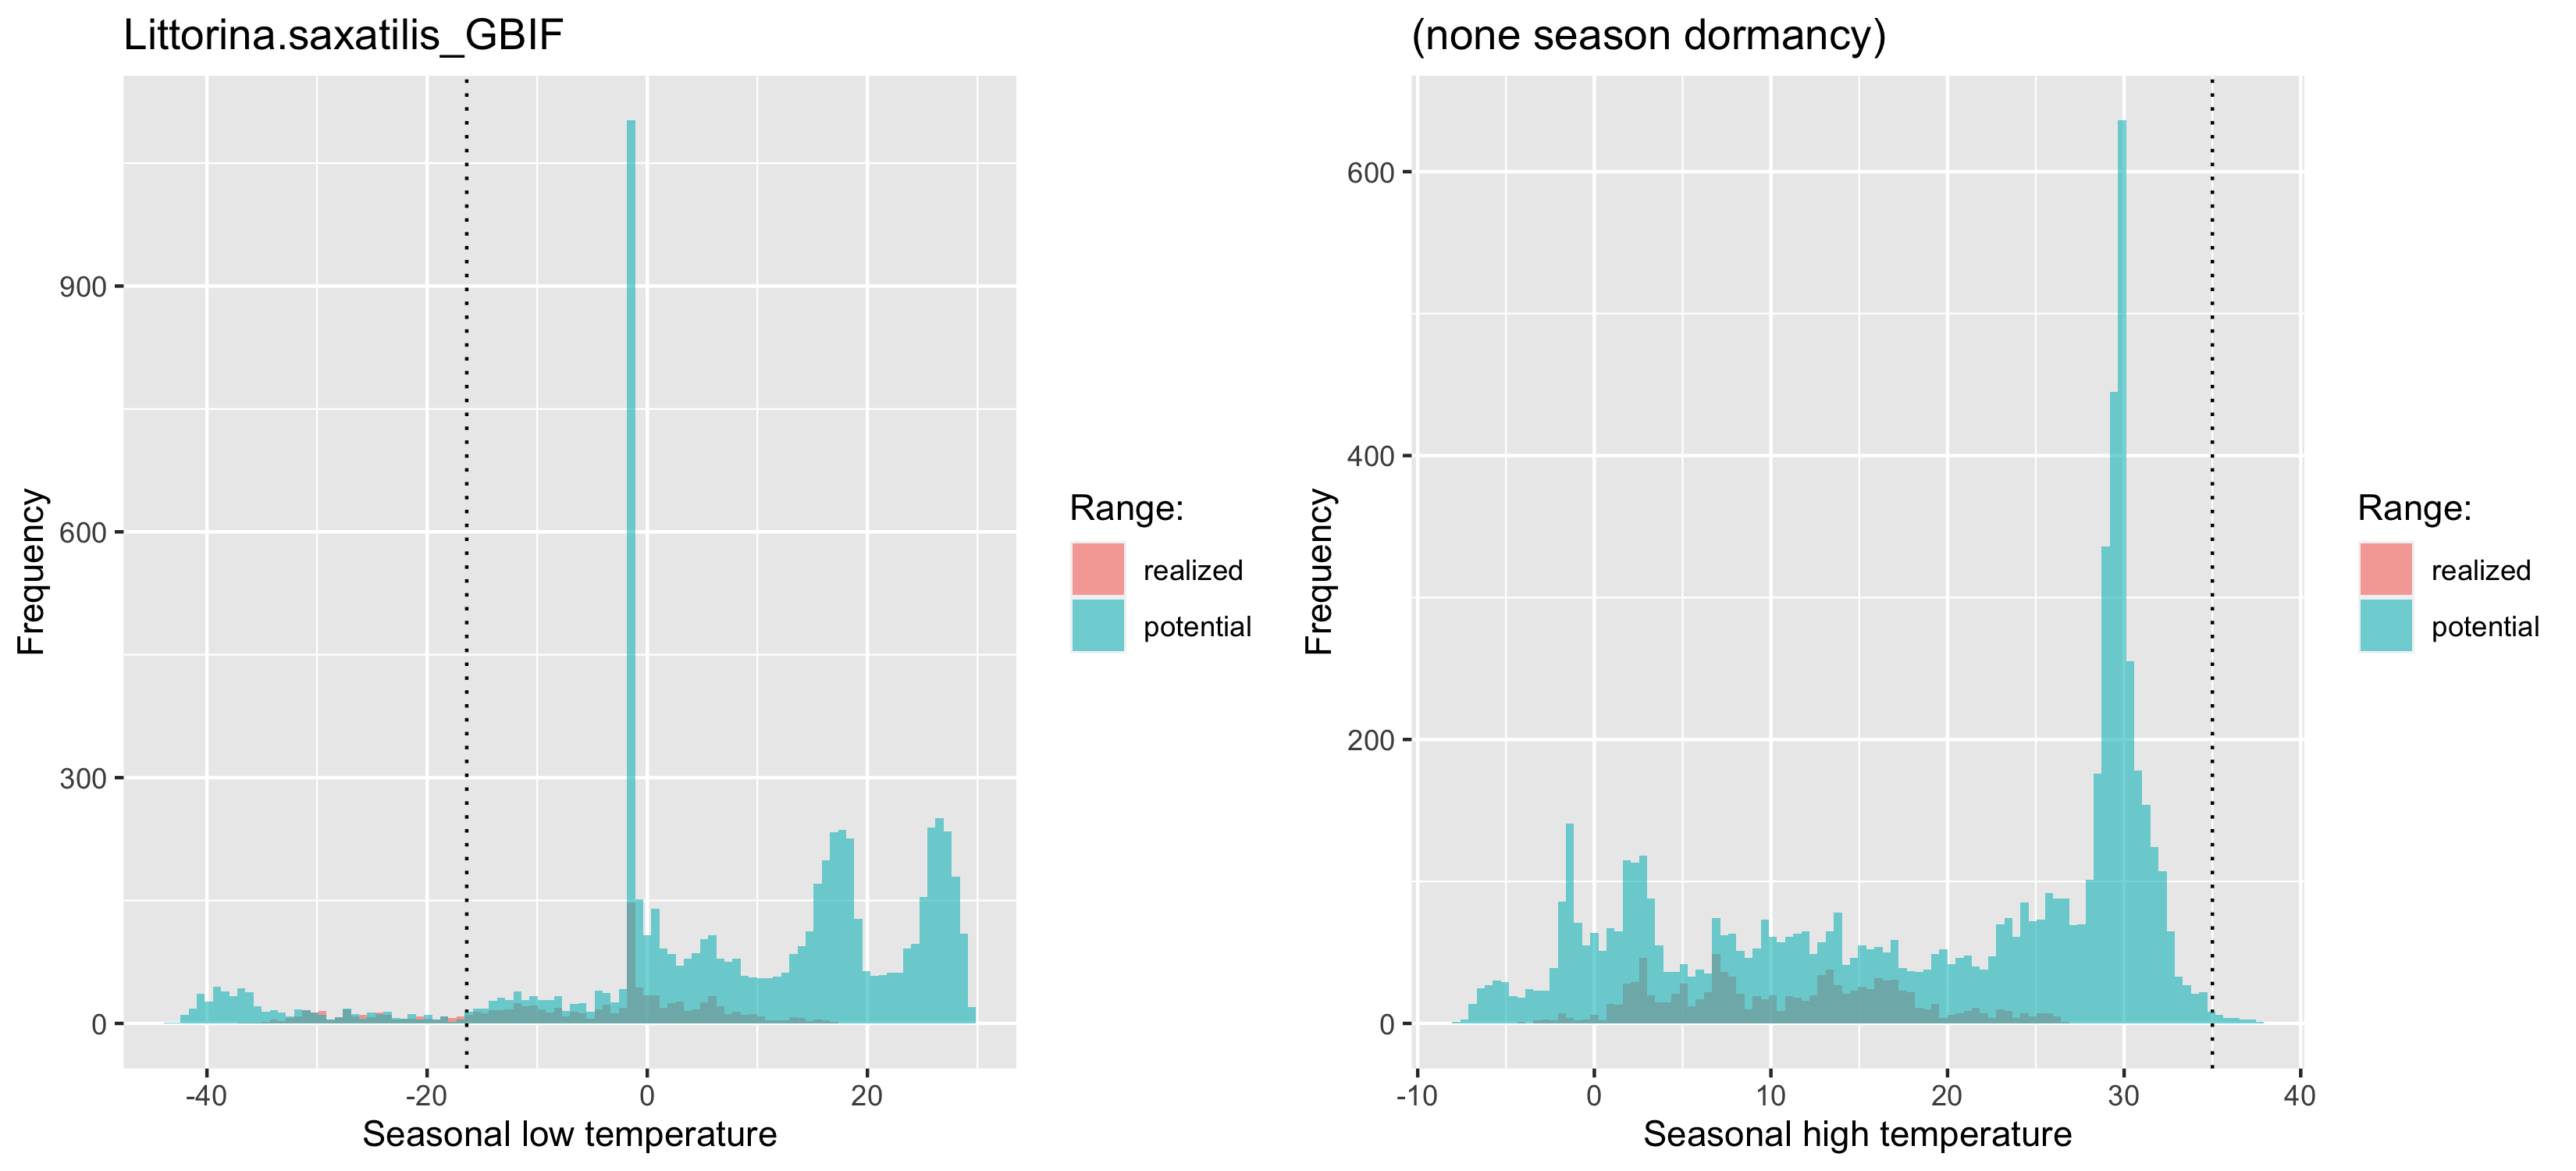 Littorina.saxatilis_GBIF
Frequency
900
600
300
0
-40
-20
0
20
Seasonal low temperature
Range:
realized
potential
(none season dormancy)
Frequency
600
400
200
0
-10
0
10
20
30
40
Seasonal high temperature
Range:
realized
potential